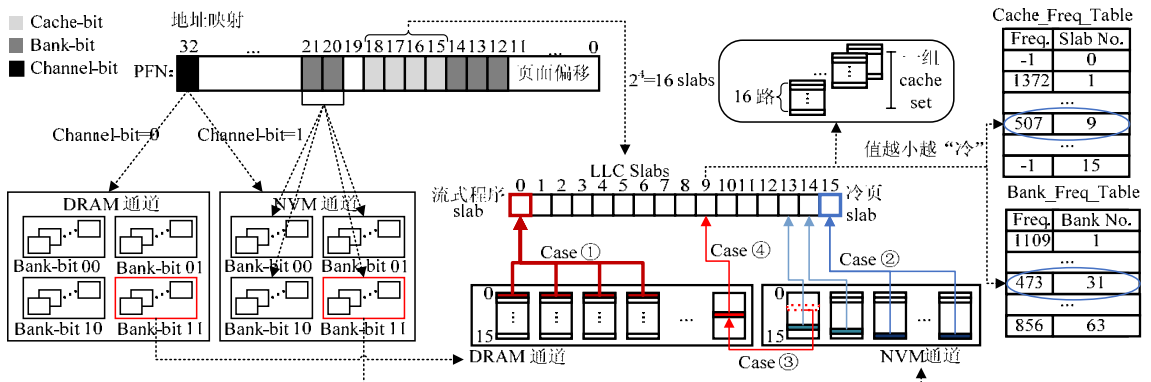 Cache-bit
Bank-bit
Channel-bit
地址映射
32 ... 21 20 19 18 17 16 15 14 13 12 11 ... 0
PFN:
页面偏移
Channel-bit=0
Channel-bit=1
2⁴=16 slabs
16 路
...
一组
cache
set
Cache_Freq_Table
Freq. Slab No.
-1 0
1372 1
...
507 9
...
-1 15
值越小越“冷”
Bank_Freq_Table
Freq. Bank No.
1109 1
...
473 31
...
856 63
LLC Slabs
流式程序
slab
0 1 2 3 4 5 6 7 8 9 10 11 12 13 14 15
冷页
slab
DRAM 通道
Bank-bit 00
Bank-bit 01
Bank-bit 10
Bank-bit 11
NVM 通道
Bank-bit 00
Bank-bit 01
Bank-bit 10
Bank-bit 11
Case ①
Case ④
Case ②
0
15
...
DRAM 通道
Case ③
0
15
...
NVM 通道